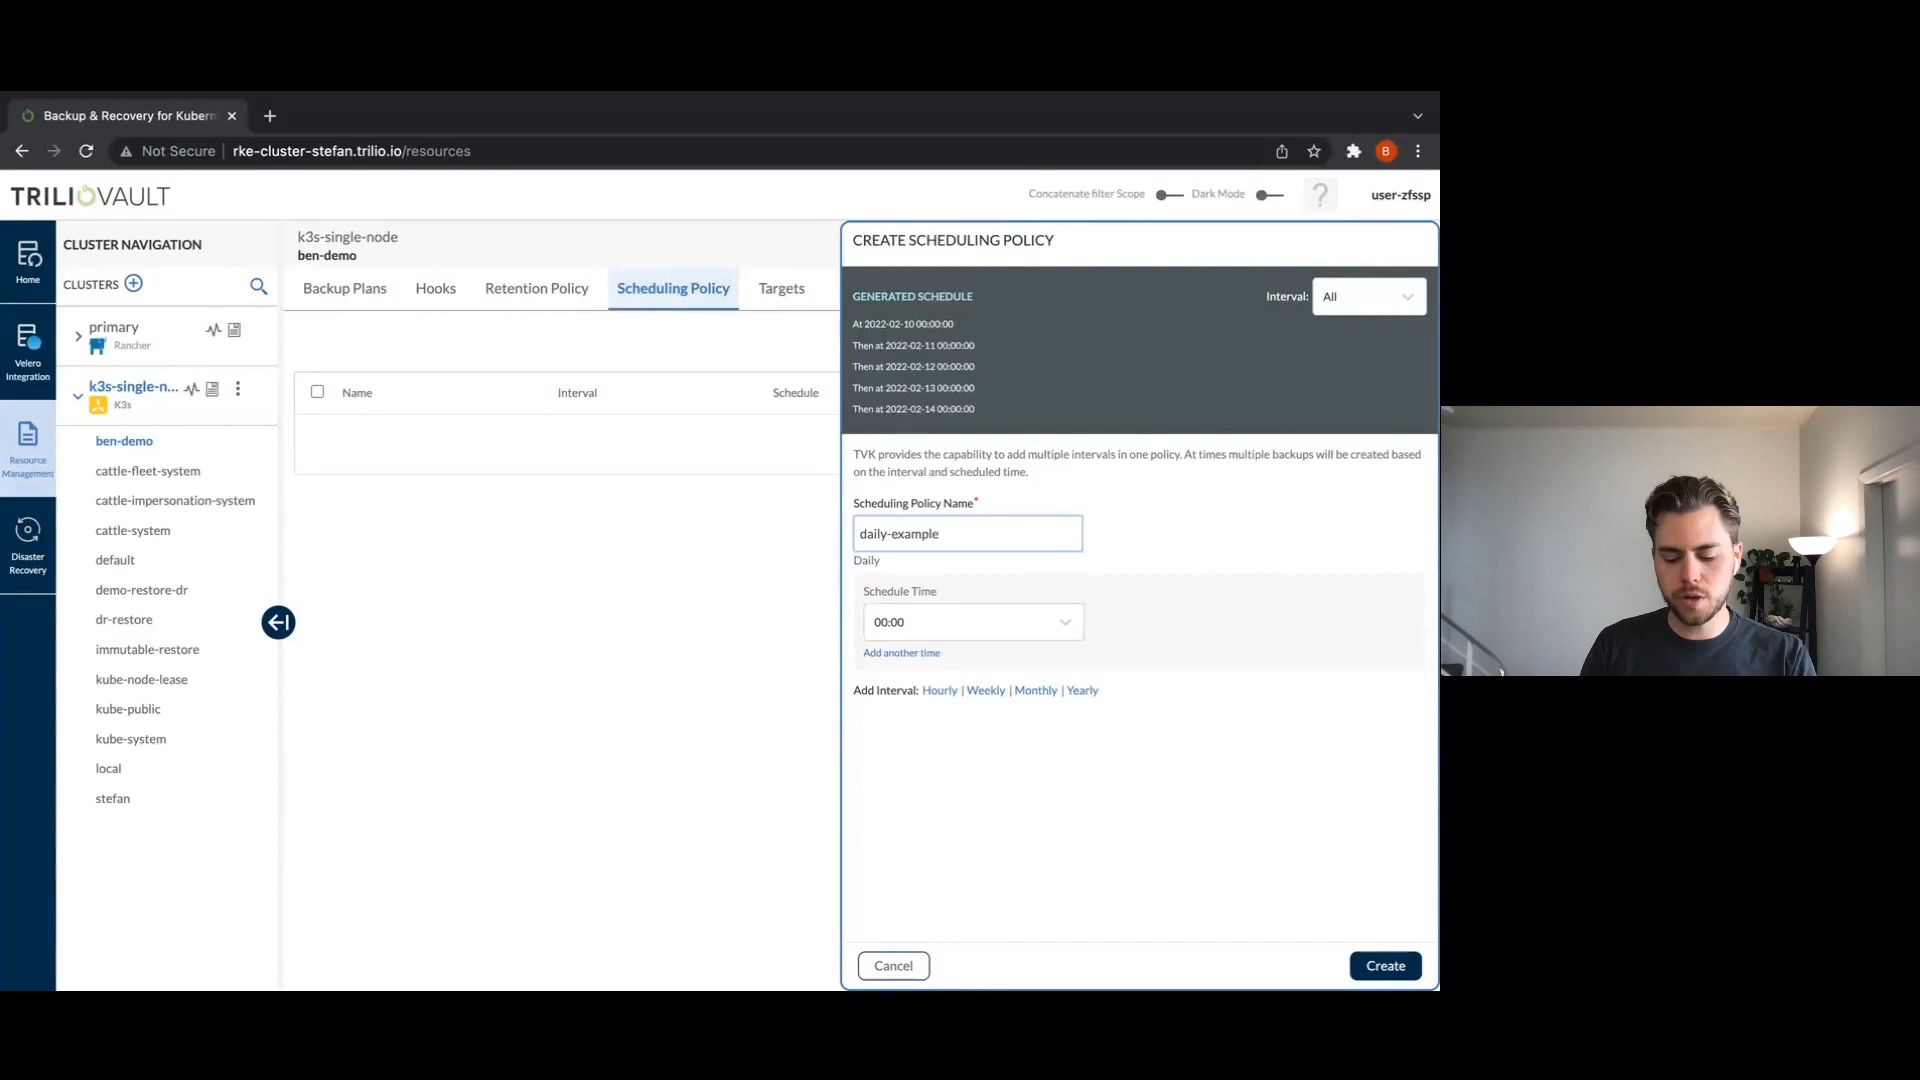 Backup & Recovery for Kubern
Not Secure
rke-cluster-stefan.trilio.io/resources
B
TRILIOVAULT
Concatenate filter Scope
Dark Mode
?
user-zfssp
Home
Velero
Integration
Resource
Management
Disaster
Recovery
CLUSTER NAVIGATION
CLUSTERS
primary
Rancher
k3s-single-n...
K3s
ben-demo
cattle-fleet-system
cattle-impersonation-system
cattle-system
default
demo-restore-dr
dr-restore
immutable-restore
kube-node-lease
kube-public
kube-system
local
stefan
k3s-single-node
ben-demo
Backup Plans
Hooks
Retention Policy
Scheduling Policy
Targets
Name
Interval
Schedule
CREATE SCHEDULING POLICY
GENERATED SCHEDULE
Interval: All
At 2022-02-10 00:00:00
Then at 2022-02-11 00:00:00
Then at 2022-02-12 00:00:00
Then at 2022-02-13 00:00:00
Then at 2022-02-14 00:00:00
TVK provides the capability to add multiple intervals in one policy. At times multiple backups will be created based
on the interval and scheduled time.
Scheduling Policy Name*
daily-example
Daily
Schedule Time
00:00
Add another time
Add Interval: Hourly | Weekly | Monthly | Yearly
Cancel
Create